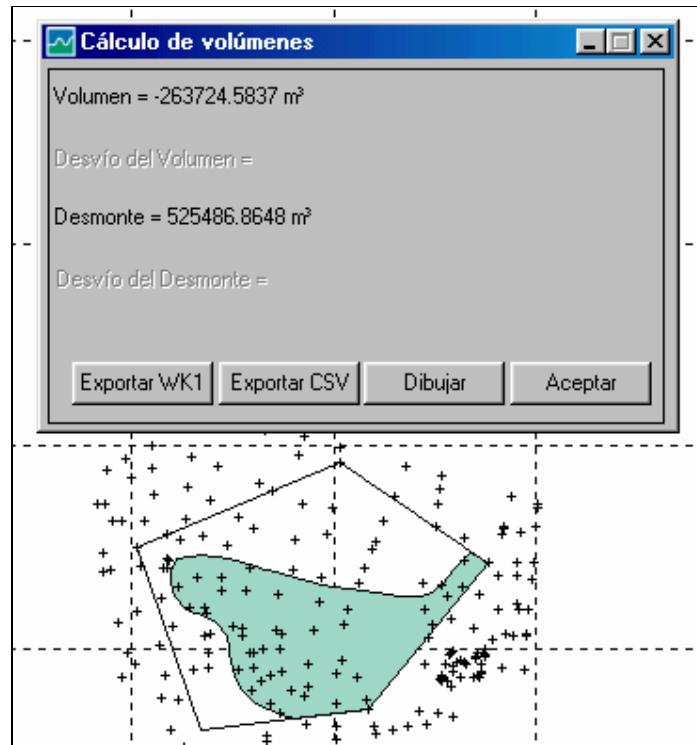 Cálculo de volúmenes
Volumen = -263724.5837 m³
Desvío del Volumen =
Desmonte = 525486.8648 m³
Desvío del Desmonte =
Exportar WK1 Exportar CSV Dibujar Aceptar